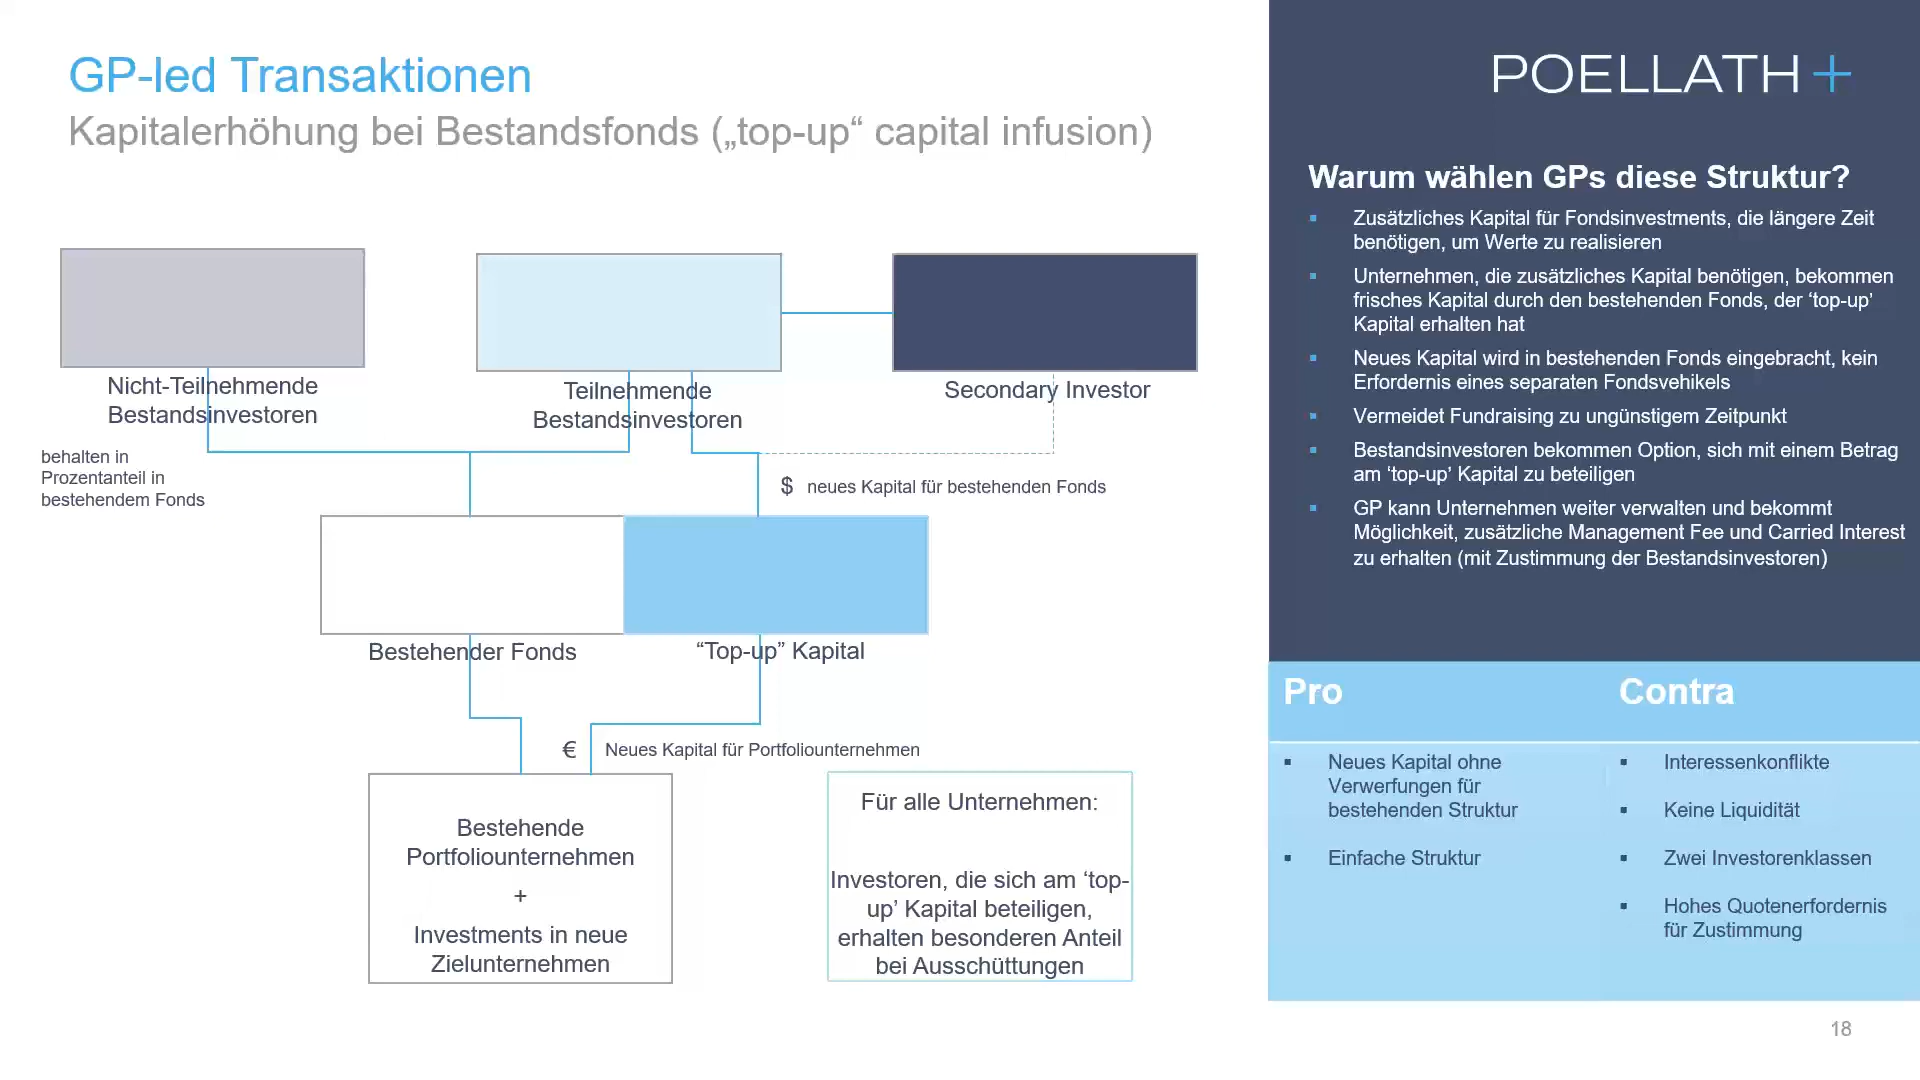 GP-led Transaktionen
Kapitalerhöhung bei Bestandsfonds („top-up“ capital infusion)
Nicht-Teilnehmende
Bestandsinvestoren
Teilnehmende
Bestandsinvestoren
Secondary Investor
behalten in
Prozentanteil in
bestehendem Fonds
$ neues Kapital für bestehenden Fonds
Bestehender Fonds
“Top-up” Kapital
€ Neues Kapital für Portfoliounternehmen
Bestehende
Portfoliounternehmen
+
Investments in neue
Zielunternehmen
Für alle Unternehmen:
Investoren, die sich am ‘top-
up’ Kapital beteiligen,
erhalten besonderen Anteil
bei Ausschüttungen
POELLATH+
Warum wählen GPs diese Struktur?
▪ Zusätzliches Kapital für Fondsinvestments, die längere Zeit
benötigen, um Werte zu realisieren
▪ Unternehmen, die zusätzliches Kapital benötigen, bekommen
frisches Kapital durch den bestehenden Fonds, der ‘top-up’
Kapital erhalten hat
▪ Neues Kapital wird in bestehenden Fonds eingebracht, kein
Erfordernis eines separaten Fondsvehikels
▪ Vermeidet Fundraising zu ungünstigem Zeitpunkt
▪ Bestandsinvestoren bekommen Option, sich mit einem Betrag
am ‘top-up’ Kapital zu beteiligen
▪ GP kann Unternehmen weiter verwalten und bekommt
Möglichkeit, zusätzliche Management Fee und Carried Interest
zu erhalten (mit Zustimmung der Bestandsinvestoren)
Pro
▪ Neues Kapital ohne
Verwerfungen für
bestehenden Struktur
▪ Einfache Struktur
Contra
▪ Interessenkonflikte
▪ Keine Liquidität
▪ Zwei Investorenklassen
▪ Hohes Quotenerfordernis
für Zustimmung
18